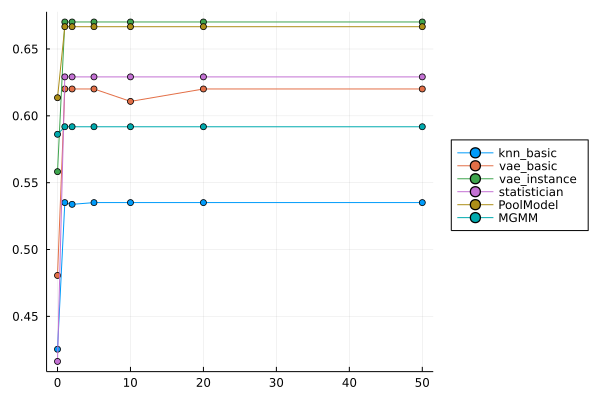 0.65
0.60
0.55
0.50
0.45
0 10 20 30 40 50
knn_basic
vae_basic
vae_instance
statistician
PoolModel
MGMM